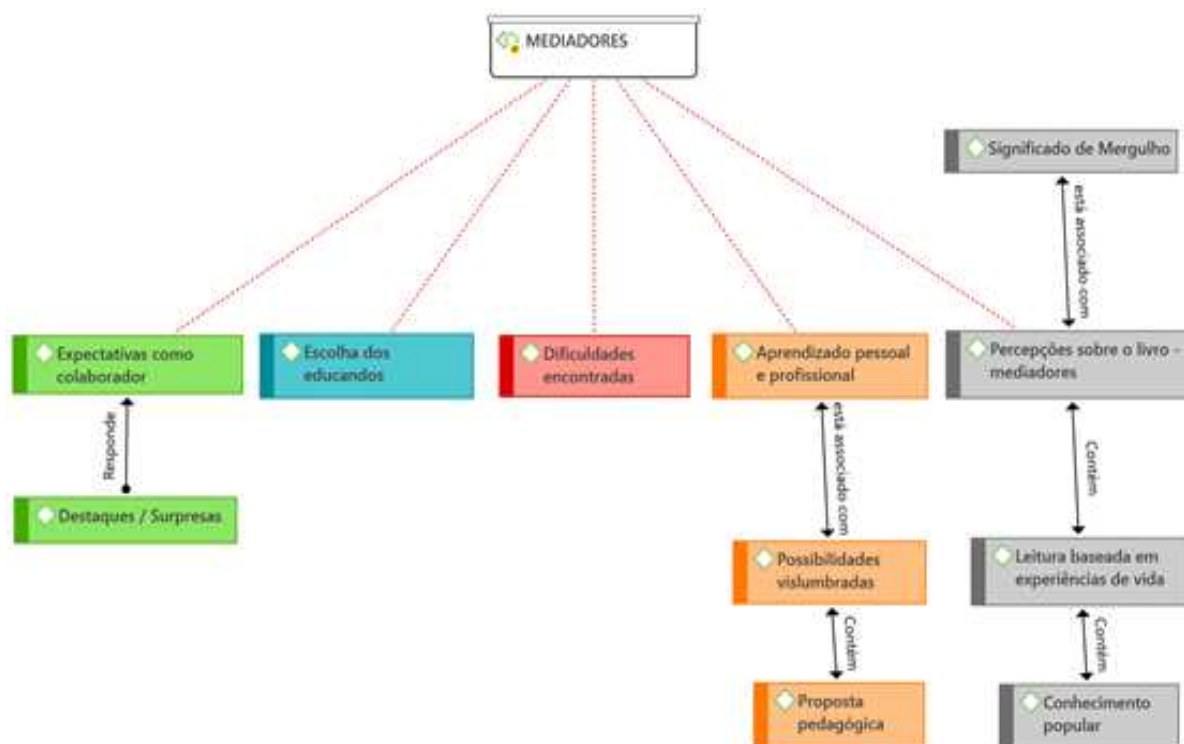 MEDIADORES
Significado de Mergulho
está associado com
Expectativas como
colaborador
Escolha dos
educandos
Dificuldades
encontradas
Aprendizado pessoal
e profissional
Percepções sobre o livro -
mediadores
Responde
está associado com
Contém
Destaques / Surpresas
Possibilidades
vislumbradas
Leitura baseada em
experiências de vida
Contém
Contém
Proposta
pedagógica
Conhecimento
popular